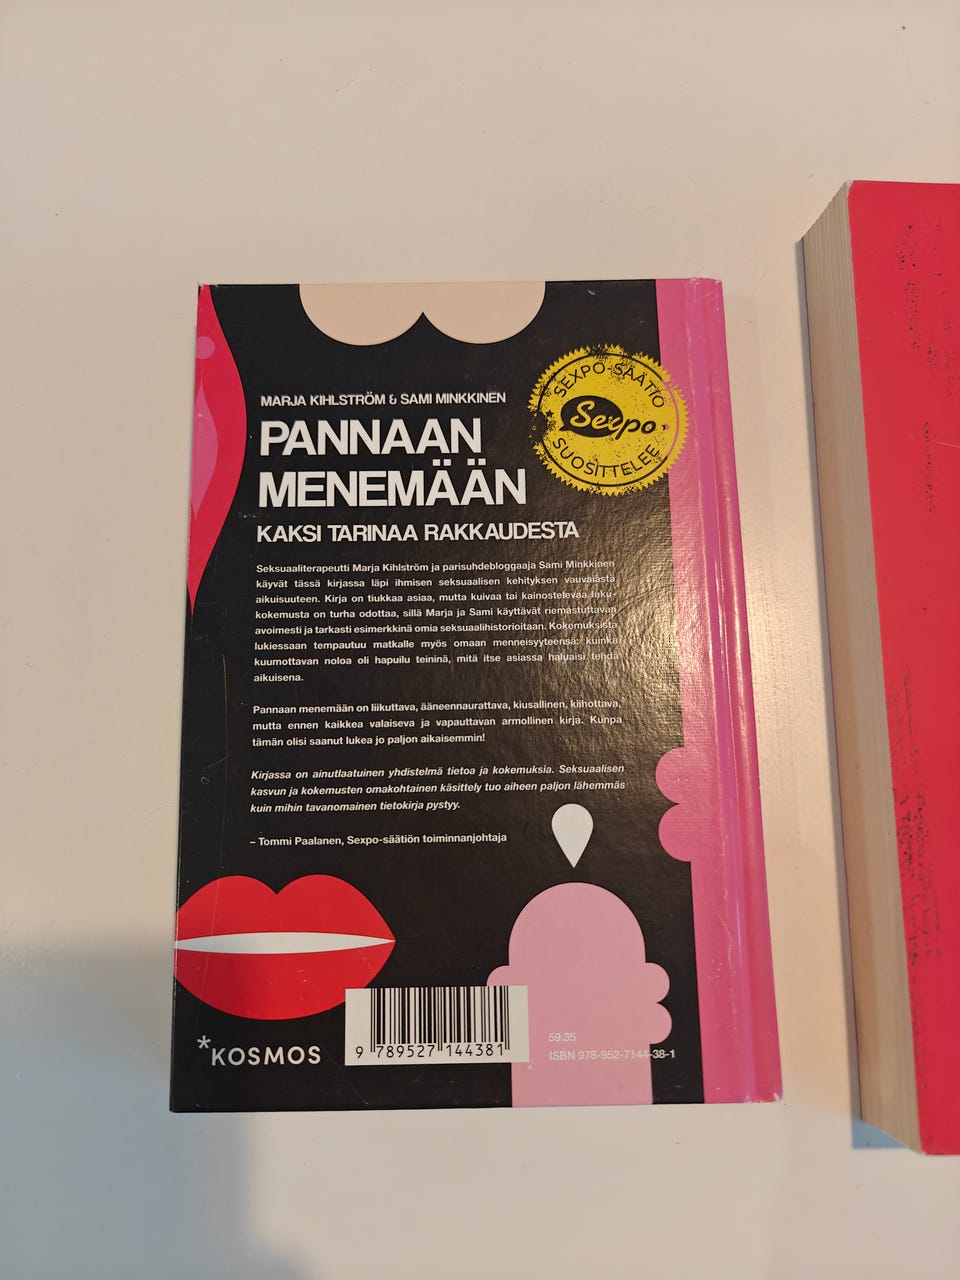 MARJA KIHLSTRÖM & SAMI MINKKINEN
PANNAAN
MENEMÄÄN
KAKSI TARINAA RAKKAUDESTA
SEXPO-SÄÄTIÖ
Sexpo
SUOSITTELEE
Seksuaaliterapeutti Marja Kihlström ja parisuhdebloggaaja Sami Minkkinen
käyvät tässä kirjassa läpi ihmisen seksuaalisen kehityksen vauvaiästä
aikuisuuteen. Kirja on tiukkaa asiaa, mutta kuivaa tai kainostelevaa luku-
kokemusta on turha odottaa, sillä Marja ja Sami käyttävät riemastuttavan
avoimesti ja tarkasti esimerkkinä omia seksuaalihistorioitaan. Kokemuksista
lukiessaan tempautuu matkalle myös omaan menneisyyteensä: kuinka
kuumottavan noloa oli hapuilu teininä, mitä itse asiassa haluaisi tehdä
aikuisena.
Pannaan menemään on liikuttava, ääneennaurattava, kiusallinen, kiihottava,
mutta ennen kaikkea valaiseva ja vapauttavan armollinen kirja. Kunpa
tämän olisi saanut lukea jo paljon aikaisemmin!
Kirjassa on ainutlaatuinen yhdistelmä tietoa ja kokemuksia. Seksuaalisen
kasvun ja kokemusten omakohtainen käsittely tuo aiheen paljon lähemmäs
kuin mihin tavanomainen tietokirja pystyy.
– Tommi Paalanen, Sexpo-säätiön toiminnanjohtaja
*KOSMOS
9 789527 144381
59.35
ISBN 978-952-7144-38-1